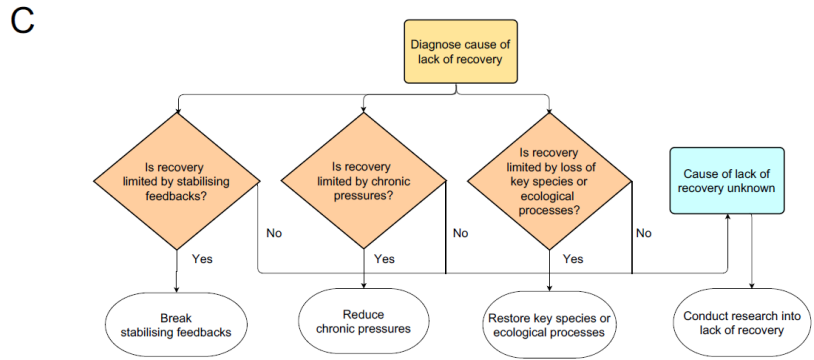 C
Diagnose cause of
lack of recovery
Is recovery
limited by stabilising
feedbacks?
Is recovery
limited by chronic
pressures?
Is recovery
limited by loss of
key species or
ecological
processes?
Cause of lack of
recovery unknown
No
No
No
Yes
Yes
Yes
Break
stabilising feedbacks
Reduce
chronic pressures
Restore key species or
ecological processes
Conduct research into
lack of recovery